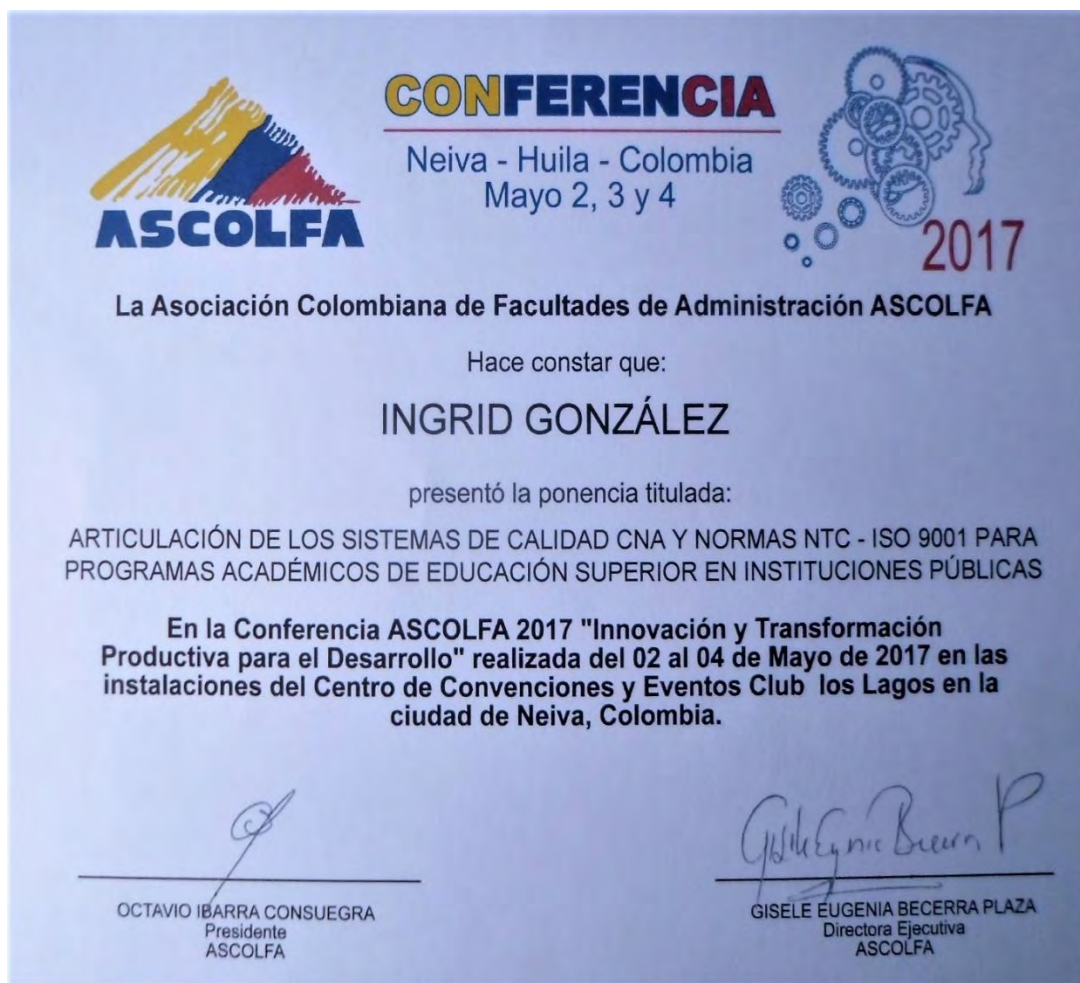 ASCOLFA
CONFERENCIA
Neiva - Huila - Colombia
Mayo 2, 3 y 4
2017
La Asociación Colombiana de Facultades de Administración ASCOLFA
Hace constar que:
INGRID GONZÁLEZ
presentó la ponencia titulada:
ARTICULACIÓN DE LOS SISTEMAS DE CALIDAD CNA Y NORMAS NTC - ISO 9001 PARA
PROGRAMAS ACADÉMICOS DE EDUCACIÓN SUPERIOR EN INSTITUCIONES PÚBLICAS
En la Conferencia ASCOLFA 2017 "Innovación y Transformación
Productiva para el Desarrollo" realizada del 02 al 04 de Mayo de 2017 en las
instalaciones del Centro de Convenciones y Eventos Club los Lagos en la
ciudad de Neiva, Colombia.
OCTAVIO IBARRA CONSUEGRA
Presidente
ASCOLFA
GISELE EUGENIA BECERRA PLAZA
Directora Ejecutiva
ASCOLFA